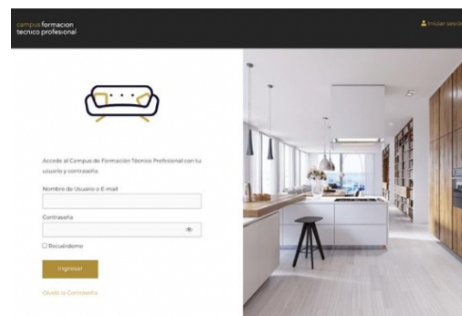 campus formacion
tecnico profesional
Iniciar sesión
Accede al Campus de Formación Técnico Profesional con tu
usuario y contraseña.
Nombre de Usuario o E-mail
Contraseña
Recuérdame
Ingresar
Olvidé la Contraseña